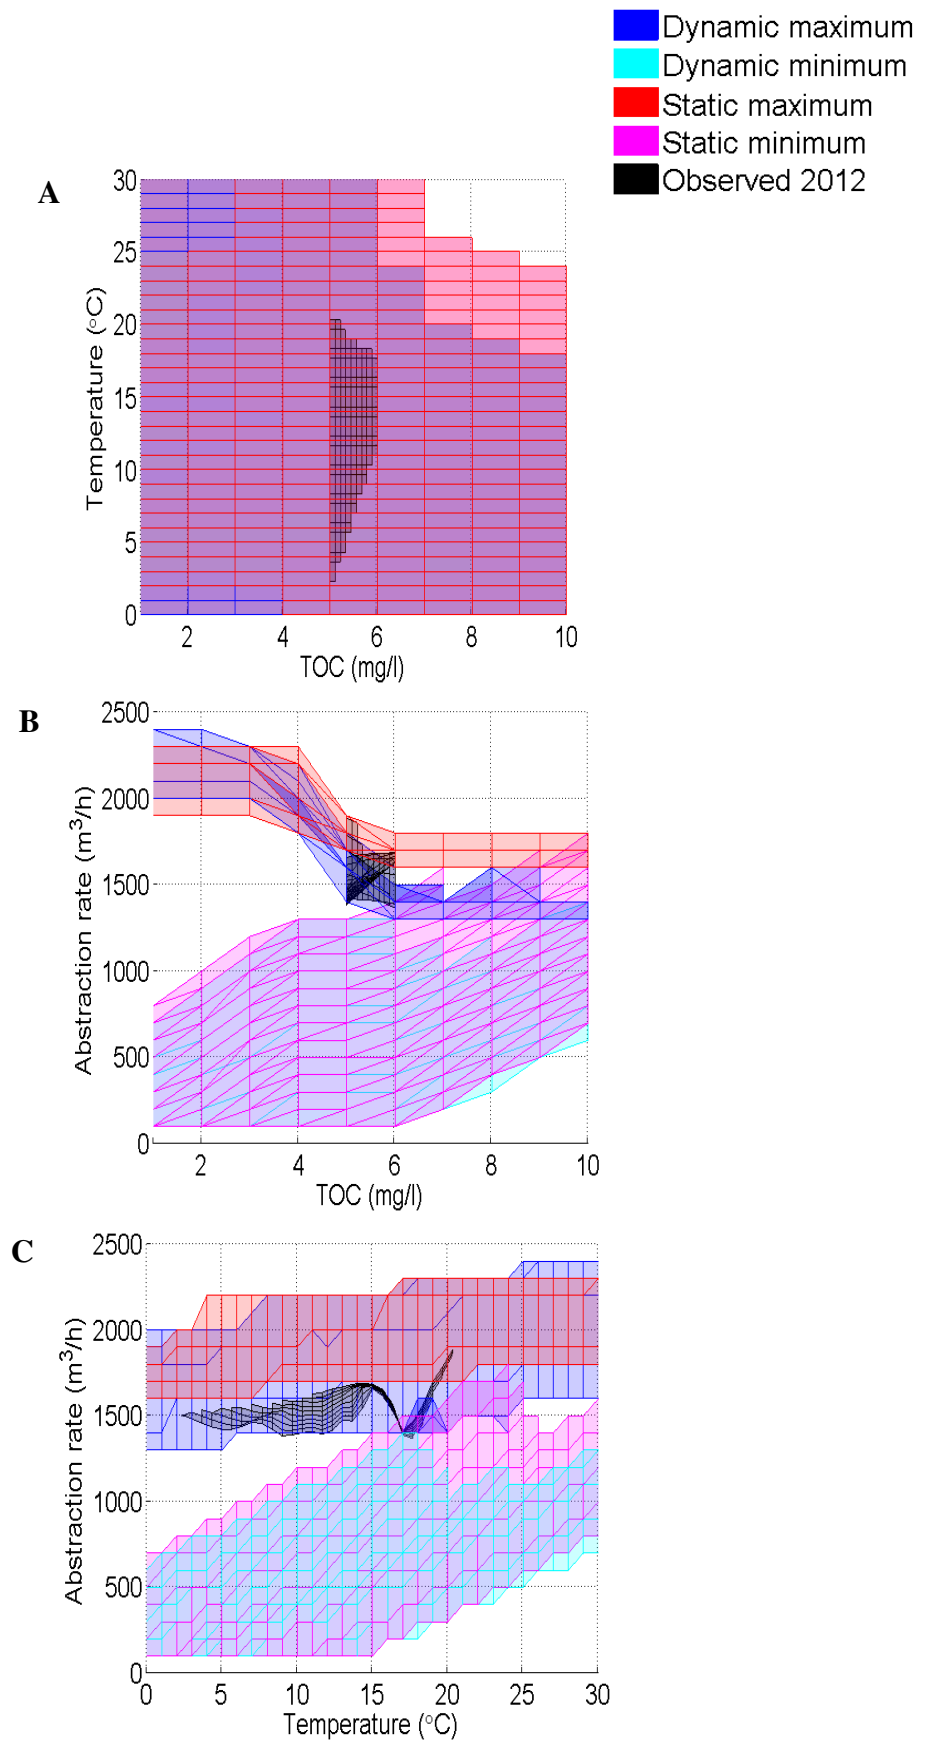 Dynamic maximum
Dynamic minimum
Static maximum
Static minimum
Observed 2012
A
30
25
20
15
10
5
0
Temperature (°C)
2 4 6 8 10
TOC (mg/l)
B
2500
2000
1500
1000
500
0
Abstraction rate (m³/h)
2 4 6 8 10
TOC (mg/l)
C
2500
2000
1500
1000
500
0
Abstraction rate (m³/h)
0 5 10 15 20 25 30
Temperature (°C)